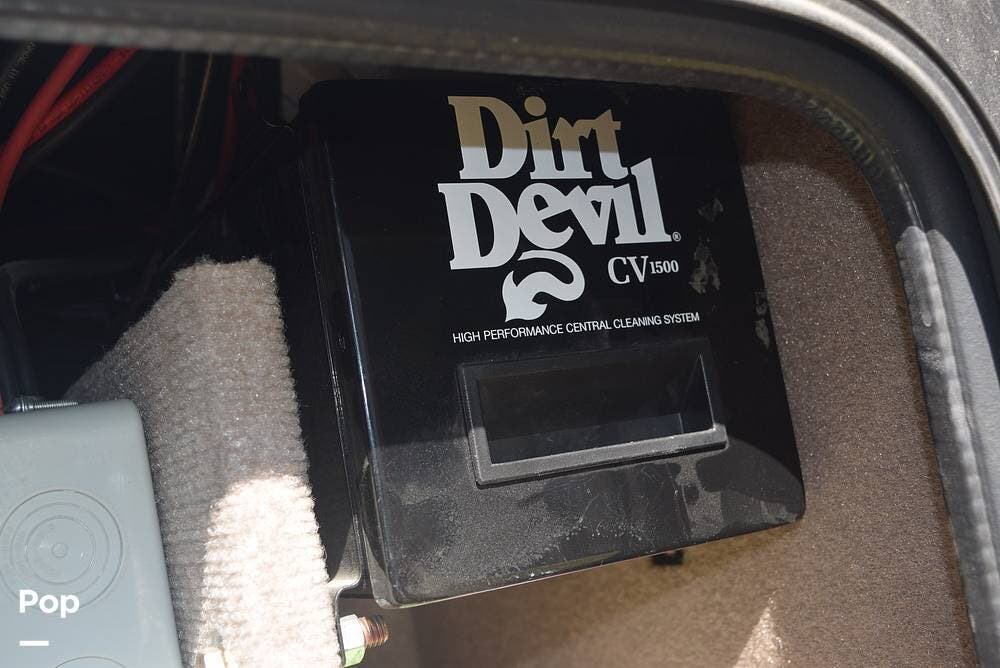 Dirt
Devil®
CV1500
HIGH PERFORMANCE CENTRAL CLEANING SYSTEM
Pop